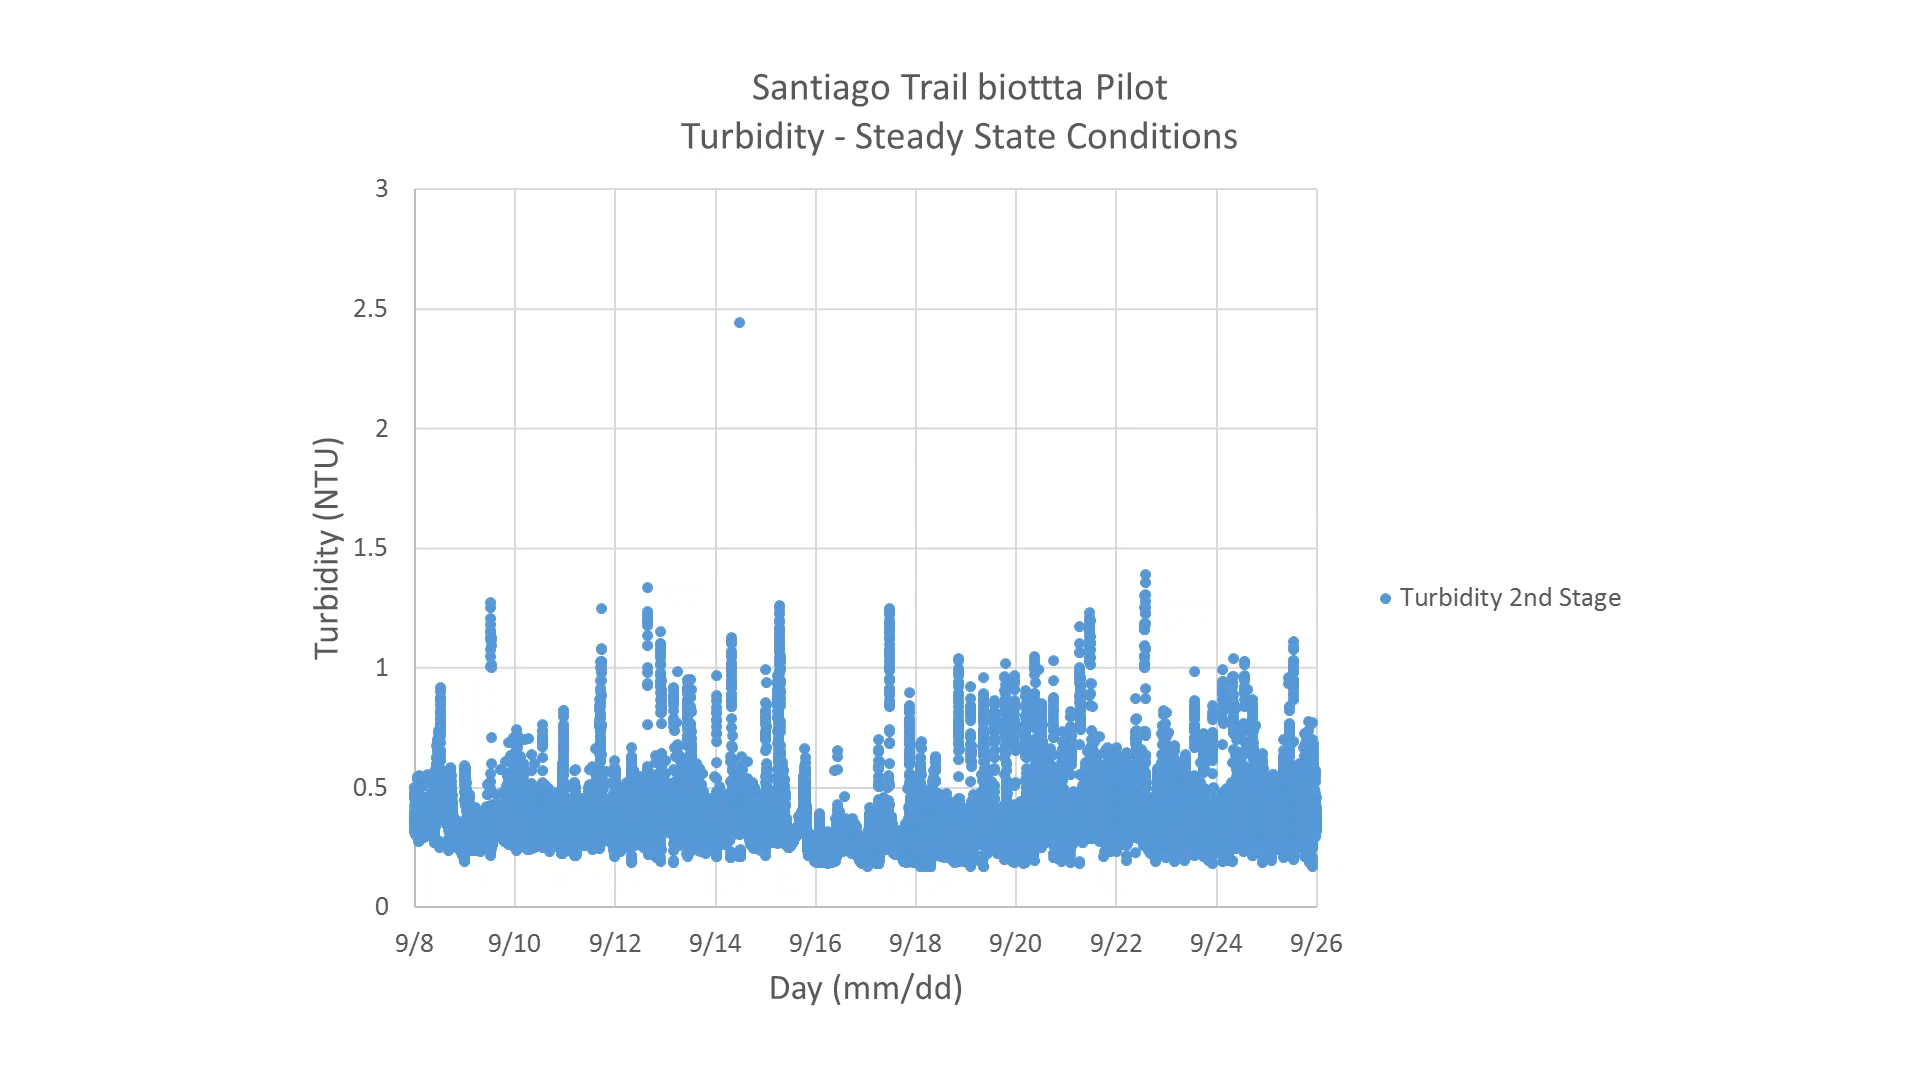 Santiago Trail biottta Pilot
Turbidity - Steady State Conditions
3
2.5
2
1.5
1
0.5
0
Turbidity (NTU)
9/8 9/10 9/12 9/14 9/16 9/18 9/20 9/22 9/24 9/26
Day (mm/dd)
Turbidity 2nd Stage